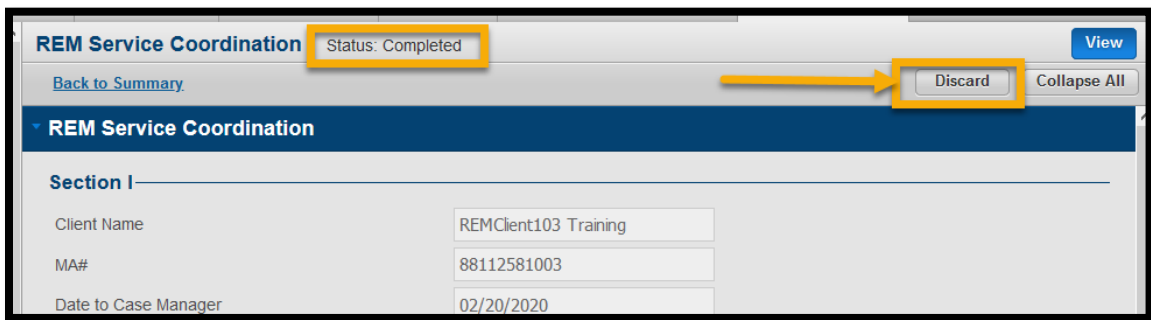 REM Service Coordination Status: Completed View
Back to Summary Discard Collapse All
REM Service Coordination
Section I
Client Name REMClient103 Training
MA# 88112581003
Date to Case Manager 02/20/2020